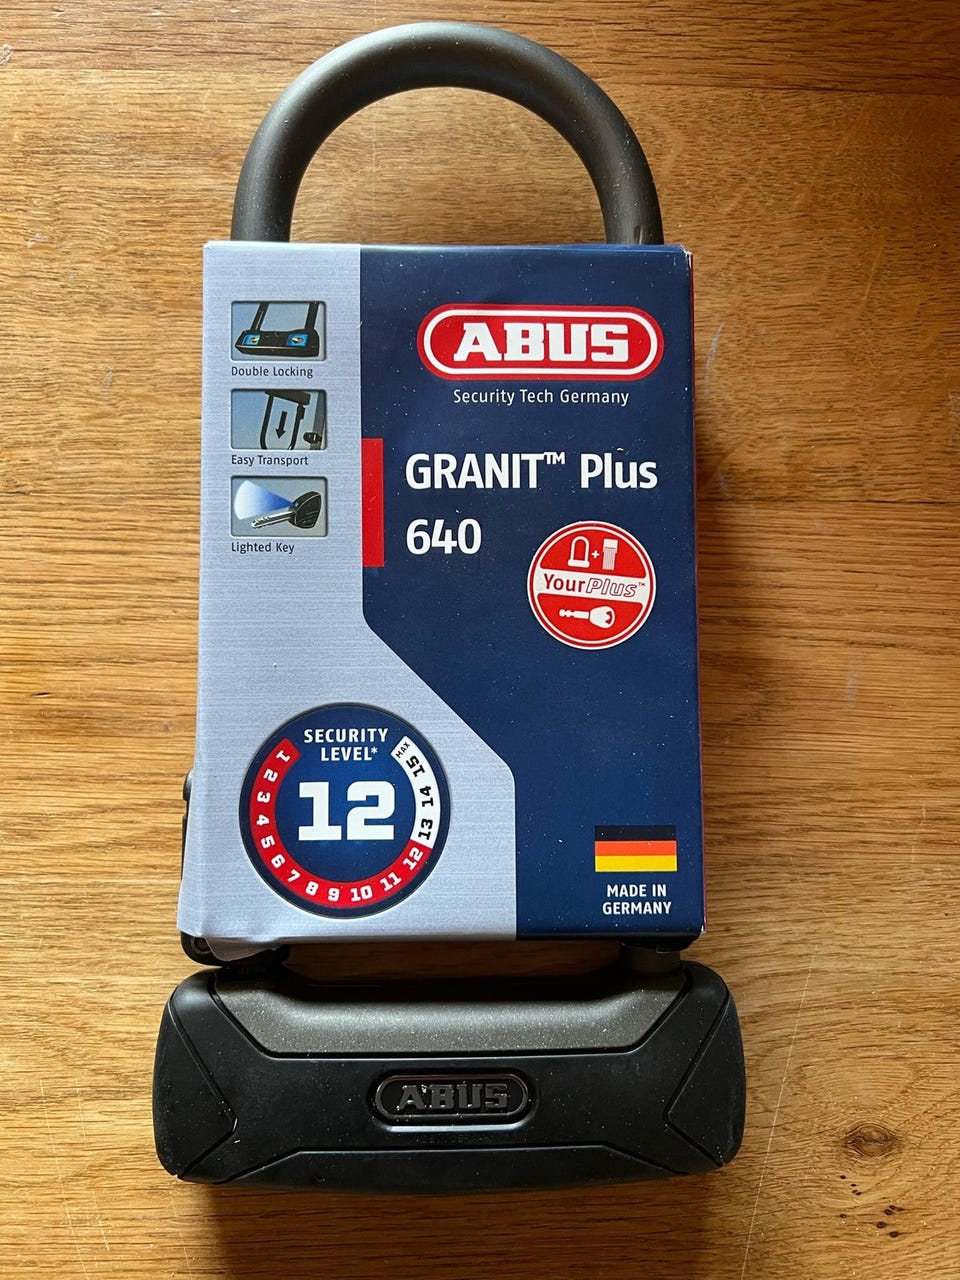 ABUS
Security Tech Germany
Double Locking
Easy Transport
Lighted Key
GRANIT™ Plus
640
YourPlus™
SECURITY
LEVEL*
12
1 2 3 4 5 6 7 8 9 10 11 12 13 14 15 MAX
MADE IN
GERMANY
ABUS